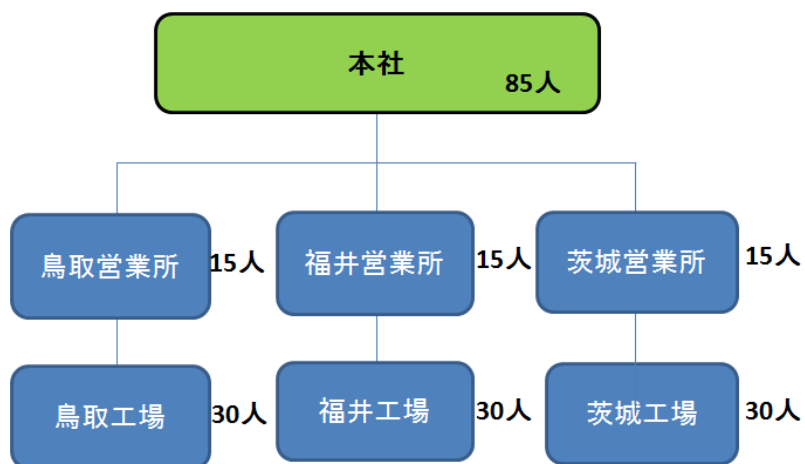 本社
85人
鳥取営業所
15人
福井営業所
15人
茨城営業所
15人
鳥取工場
30人
福井工場
30人
茨城工場
30人